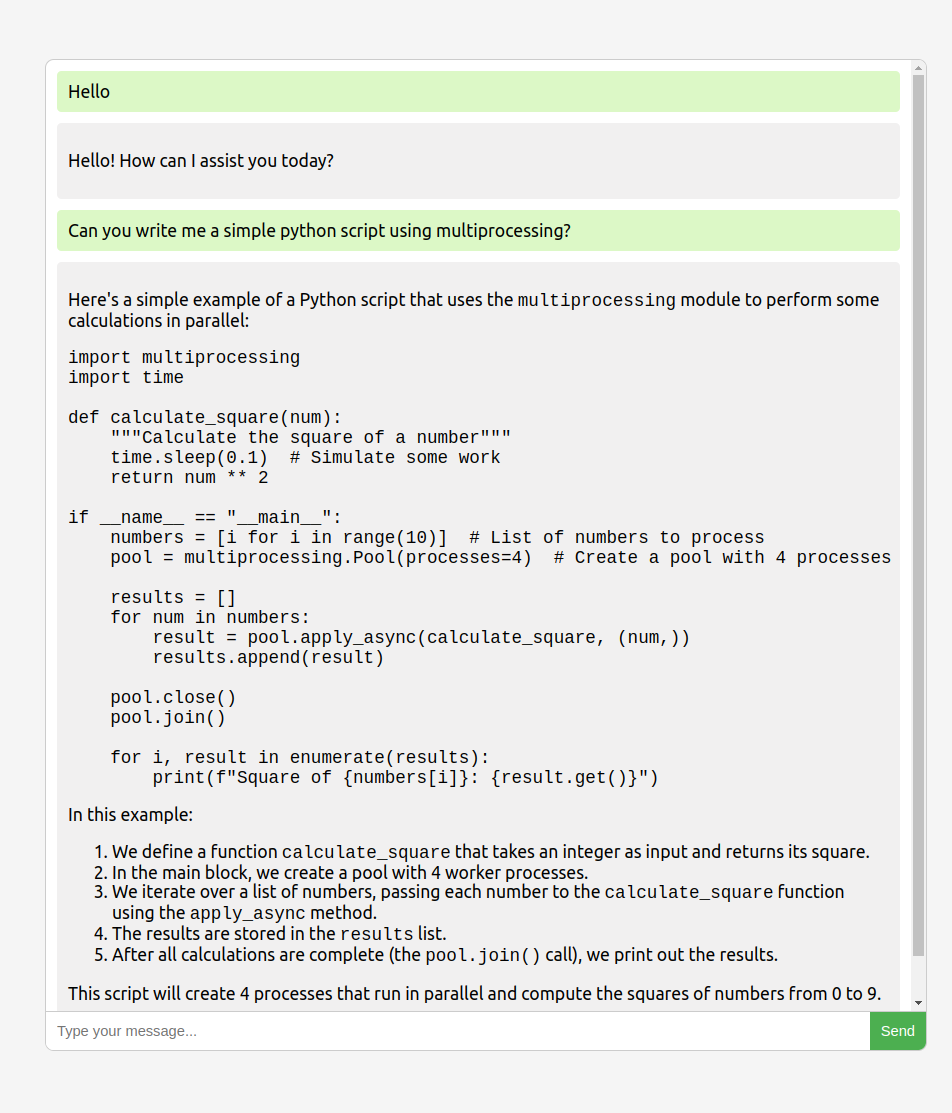 Hello
Hello! How can I assist you today?
Can you write me a simple python script using multiprocessing?
Here's a simple example of a Python script that uses the multiprocessing module to perform some
calculations in parallel:
import multiprocessing
import time
def calculate_square(num):
    """Calculate the square of a number"""
    time.sleep(0.1)  # Simulate some work
    return num ** 2
if __name__ == "__main__":
    numbers = [i for i in range(10)]  # List of numbers to process
    pool = multiprocessing.Pool(processes=4)  # Create a pool with 4 processes
    results = []
    for num in numbers:
        result = pool.apply_async(calculate_square, (num,))
        results.append(result)
    pool.close()
    pool.join()
    for i, result in enumerate(results):
        print(f"Square of {numbers[i]}: {result.get()}")
In this example:
1. We define a function calculate_square that takes an integer as input and returns its square.
2. In the main block, we create a pool with 4 worker processes.
3. We iterate over a list of numbers, passing each number to the calculate_square function
using the apply_async method.
4. The results are stored in the results list.
5. After all calculations are complete (the pool.join() call), we print out the results.
This script will create 4 processes that run in parallel and compute the squares of numbers from 0 to 9.
Type your message...
Send